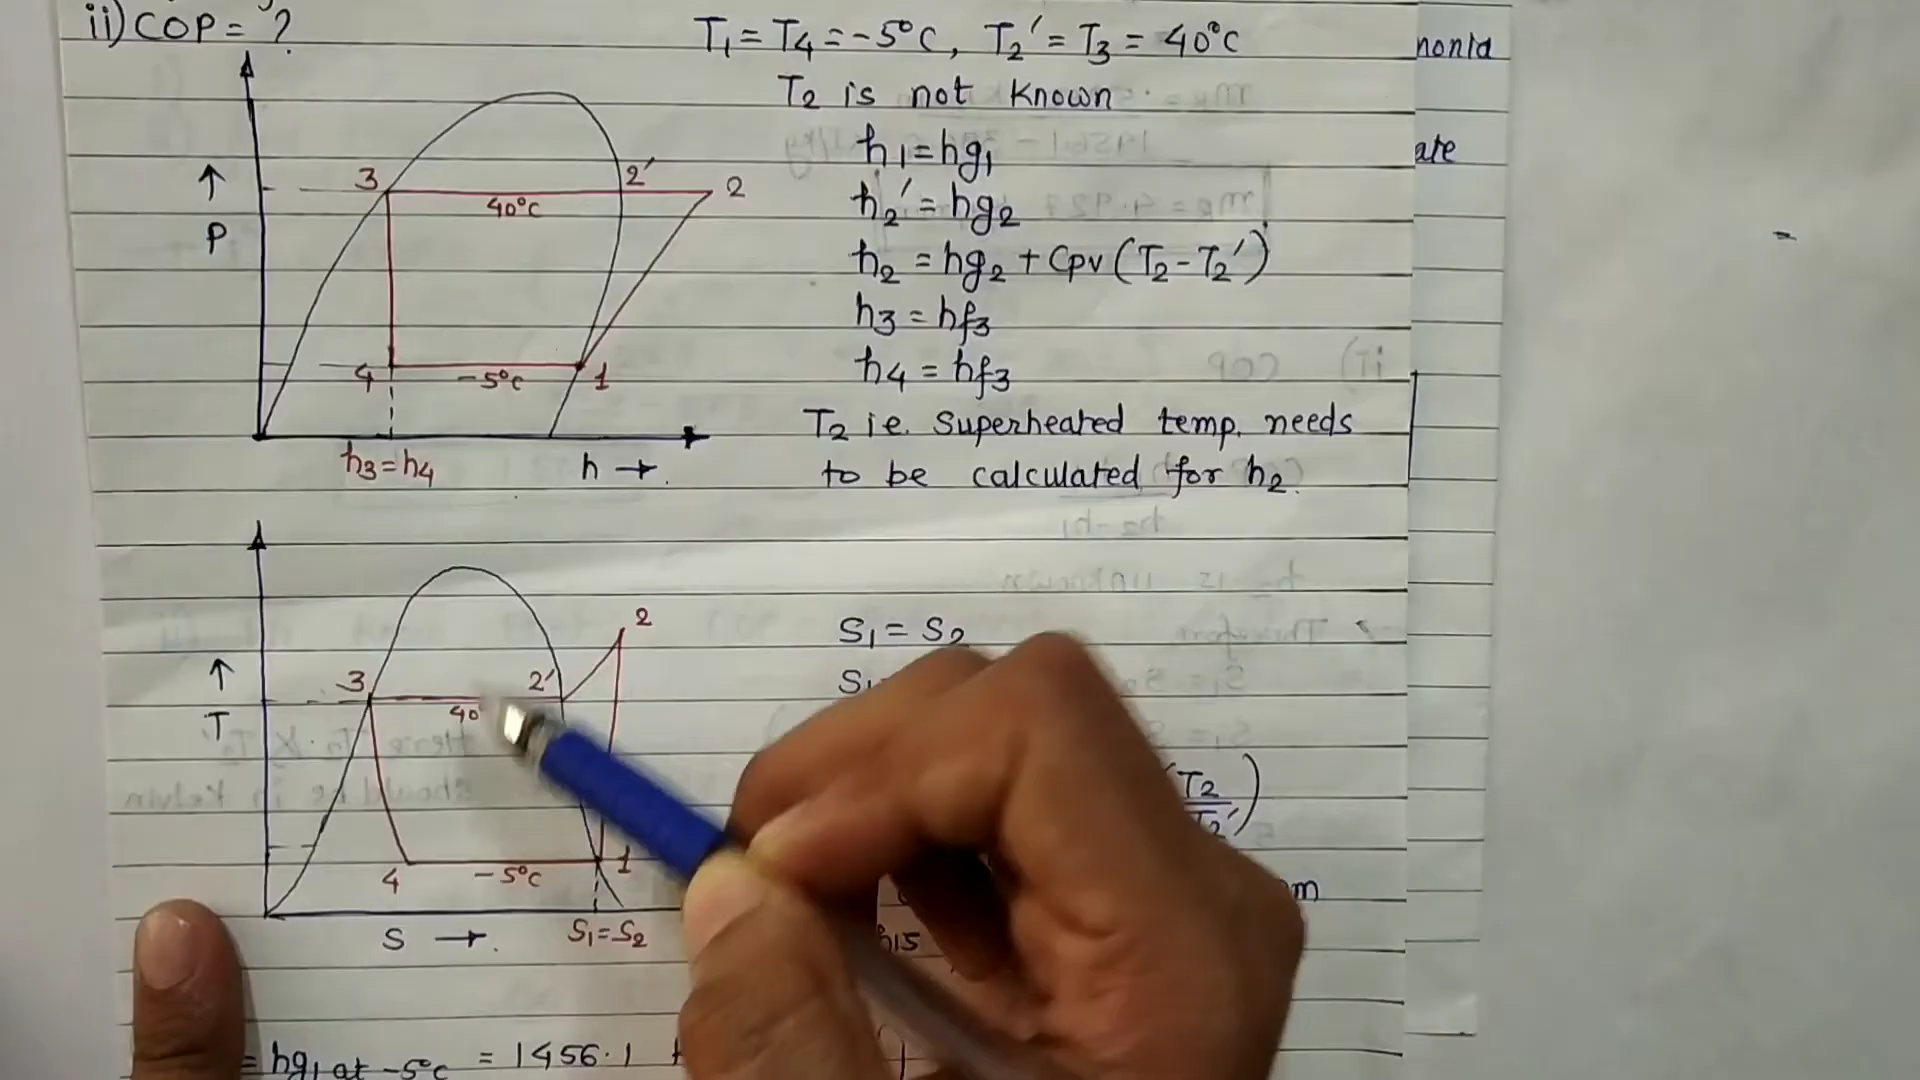 ii) COP = ?
T1 = T4 = -5°C, T2' = T3 = 40°C
T2 is not known
h1 = hg1
h2' = hg2
h2 = hg2 + Cpv (T2 - T2')
h3 = hf3
h4 = hf3
T2 i.e. Superheated temp. needs
to be calculated for h2.
↑
P
3
2'
2
40°C
4
-5°C
1
h3 = h4
h →
↑
T
3
2'
2
40
4
-5°C
1
S →
S1 = S2
S1 = S2
S1
(T2
T2')
m
= hg1 at -5°C = 1456.1
ate